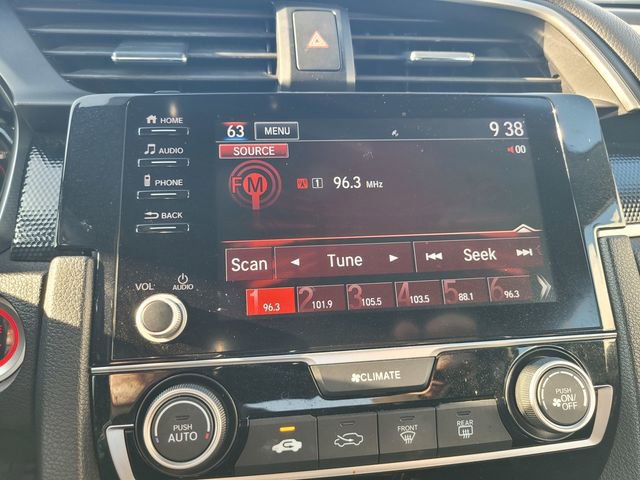 HOME
AUDIO
PHONE
BACK
VOL
AUDIO
63 MENU 9 38
SOURCE 00
FM 1 96.3 MHz
Scan Tune Seek
1 96.3 2 101.9 3 105.5 4 103.5 5 88.1 6 96.3
CLIMATE
PUSH AUTO
FRONT
REAR
PUSH ON/OFF